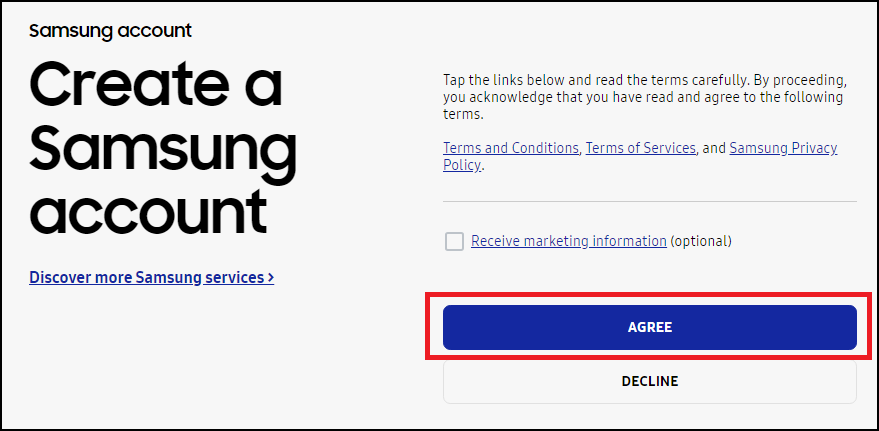 Samsung account
Create a
Samsung
account
Discover more Samsung services >
Tap the links below and read the terms carefully. By proceeding,
you acknowledge that you have read and agree to the following
terms.
Terms and Conditions, Terms of Services, and Samsung Privacy
Policy.
Receive marketing information (optional)
AGREE
DECLINE